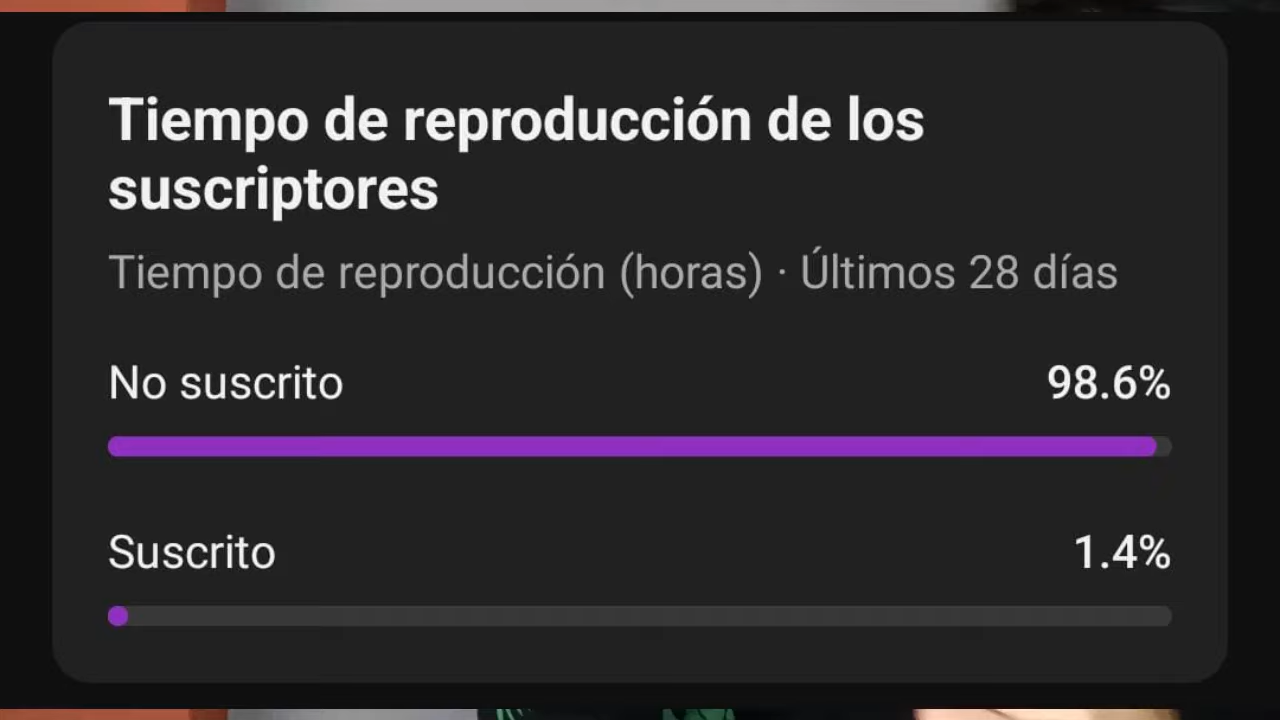 Tiempo de reproducción de los
suscriptores
Tiempo de reproducción (horas) · Últimos 28 días
No suscrito 98.6%
Suscrito 1.4%